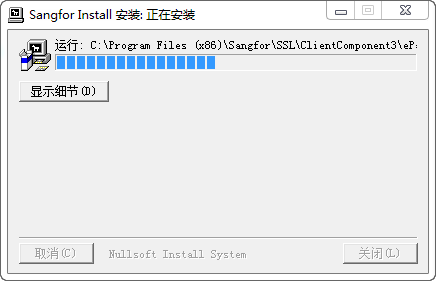 Sangfor Install 安装: 正在安装
运行: C:\Program Files (x86)\Sangfor\SSL\ClientComponent3\eP
显示细节(D)
取消(C)
Nullsoft Install System
关闭(L)